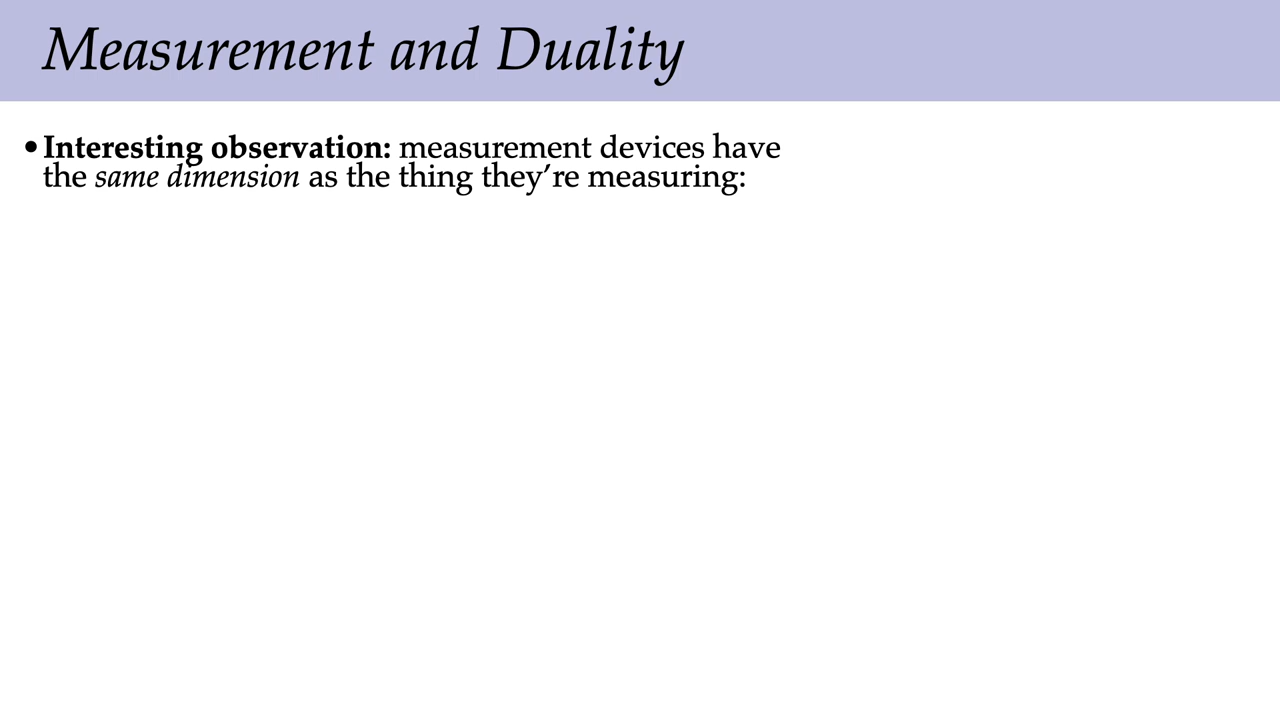 Measurement and Duality
•Interesting observation: measurement devices have
the same dimension as the thing they’re measuring: